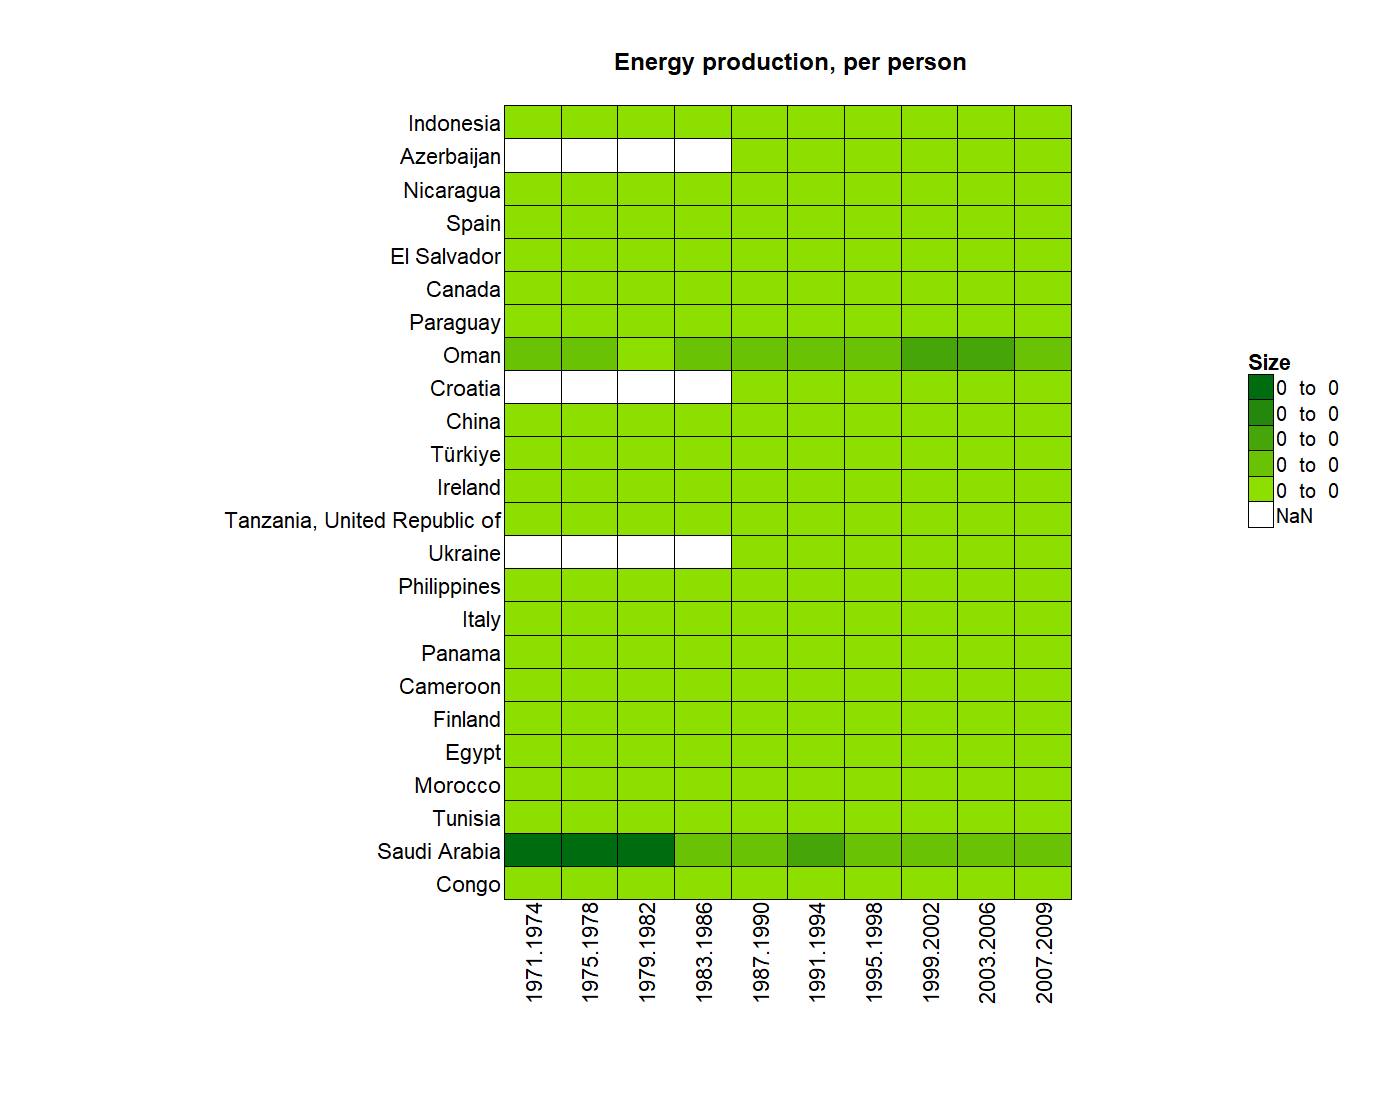 Energy production, per person
Indonesia
Azerbaijan
Nicaragua
Spain
El Salvador
Canada
Paraguay
Oman
Croatia
China
Türkiye
Ireland
Tanzania, United Republic of
Ukraine
Philippines
Italy
Panama
Cameroon
Finland
Egypt
Morocco
Tunisia
Saudi Arabia
Congo
1971.1974
1975.1978
1979.1982
1983.1986
1987.1990
1991.1994
1995.1998
1999.2002
2003.2006
2007.2009
Size
0 to 0
0 to 0
0 to 0
0 to 0
0 to 0
NaN